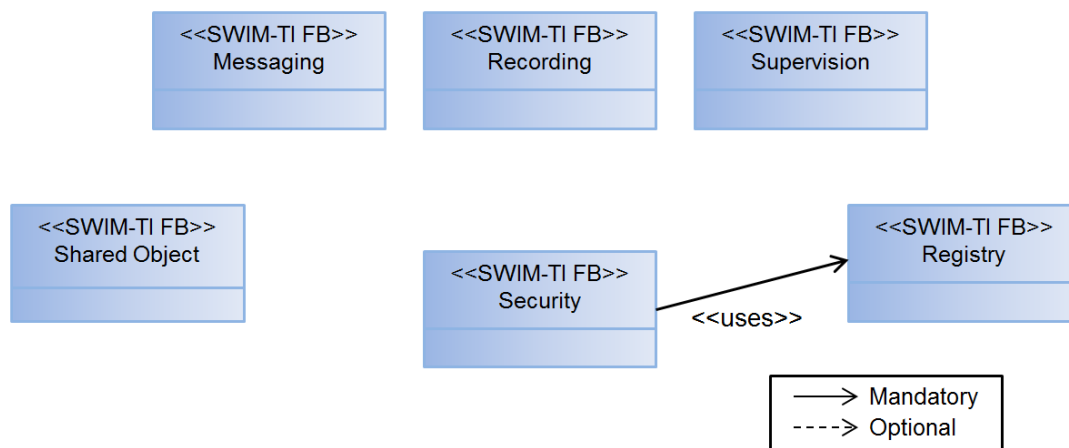 <<SWIM-TI FB>>
Messaging
<<SWIM-TI FB>>
Recording
<<SWIM-TI FB>>
Supervision
<<SWIM-TI FB>>
Shared Object
<<SWIM-TI FB>>
Security
<<SWIM-TI FB>>
Registry
<<uses>>
Mandatory
Optional